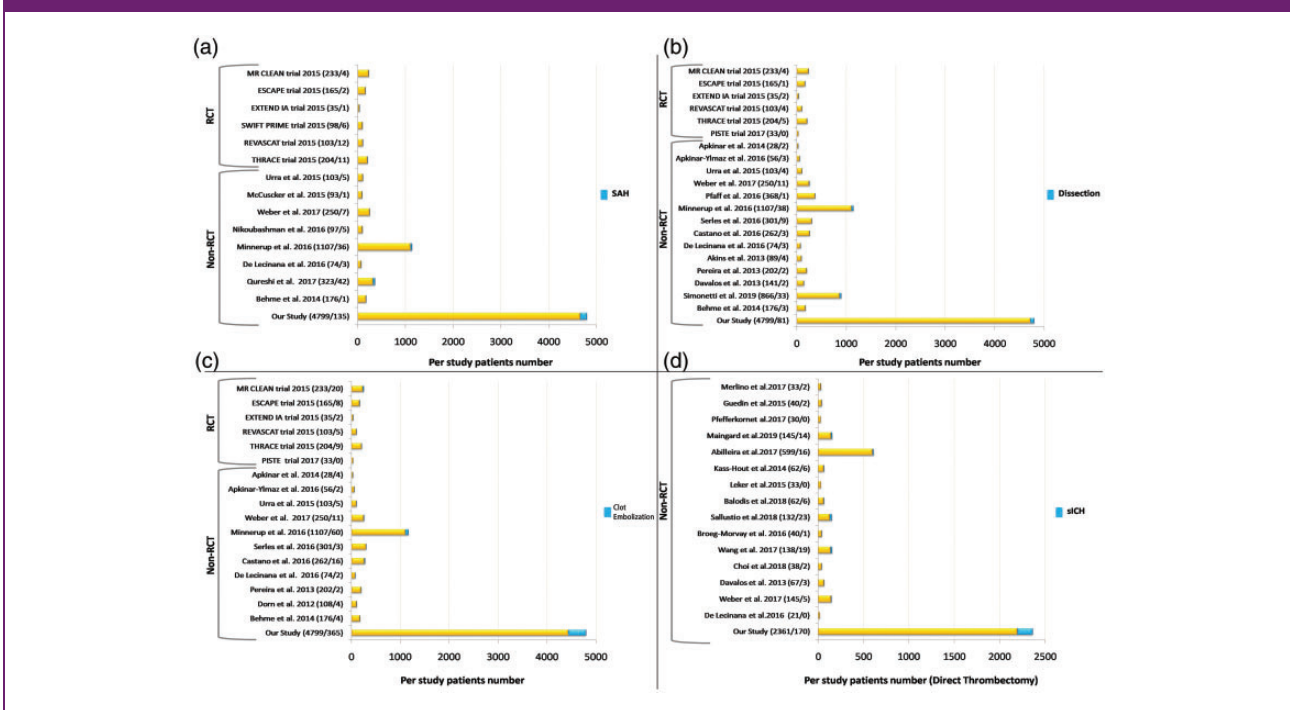 (a)
RCT
MR CLEAN trial 2015 (233/4)
ESCAPE trial 2015 (165/2)
EXTEND IA trial 2015 (35/1)
SWIFT PRIME trial 2015 (98/6)
REVASCAT trial 2015 (103/12)
THRACE trial 2015 (204/11)
Non-RCT
Urra et al. 2015 (103/5)
McCuscker et al. 2015 (93/1)
Weber et al. 2017 (250/7)
Nikoubashman et al. 2016 (97/5)
Minnerup et al. 2016 (1107/36)
De Lecinana et al. 2016 (74/3)
Qureshi et al. 2017 (323/42)
Behme et al. 2014 (176/1)
Our Study (4799/135)
SAH
0 1000 2000 3000 4000 5000
Per study patients number
(b)
RCT
MR CLEAN trial 2015 (233/4)
ESCAPE trial 2015 (165/1)
EXTEND IA trial 2015 (35/2)
REVASCAT trial 2015 (103/4)
THRACE trial 2015 (204/5)
PISTE trial 2017 (33/0)
Non-RCT
Apkinar et al. 2014 (28/2)
Apkinar-Ylmaz et al. 2016 (56/3)
Urra et al. 2015 (103/4)
Weber et al. 2017 (250/11)
Pfaff et al. 2016 (368/1)
Minnerup et al. 2016 (1107/38)
Serles et al. 2016 (301/9)
Castano et al. 2016 (262/3)
De Lecinana et al. 2016 (74/3)
Akins et al. 2013 (89/4)
Pereira et al. 2013 (202/2)
Davalos et al. 2013 (141/2)
Simonetti et al. 2019 (866/33)
Behme et al. 2014 (176/3)
Our Study (4799/81)
Dissection
0 1000 2000 3000 4000 5000
Per study patients number
(c)
RCT
MR CLEAN trial 2015 (233/20)
ESCAPE trial 2015 (165/8)
EXTEND IA trial 2015 (35/2)
REVASCAT trial 2015 (103/5)
THRACE trial 2015 (204/9)
PISTE trial 2017 (33/0)
Non-RCT
Apkinar et al. 2014 (28/4)
Apkinar-Ylmaz et al. 2016 (56/2)
Urra et al. 2015 (103/5)
Weber et al. 2017 (250/11)
Minnerup et al. 2016 (1107/60)
Serles et al. 2016 (301/3)
Castano et al. 2016 (262/16)
De Lecinana et al. 2016 (74/2)
Pereira et al. 2013 (202/2)
Dorn et al. 2012 (108/4)
Behme et al. 2014 (176/4)
Our Study (4799/365)
Clot
Embolization
0 1000 2000 3000 4000 5000
Per study patients number
(d)
Non-RCT
Merlino et al.2017 (33/2)
Guedin et al.2015 (40/2)
Pfefferkornet al.2017 (30/0)
Maingard et al.2019 (145/14)
Abilleira et al.2017 (599/16)
Kass-Hout et al.2014 (62/6)
Leker et al.2015 (33/0)
Balodis et al.2018 (62/6)
Sallustio et al.2018 (132/23)
Broeg-Morvay et al.2016 (40/1)
Wang et al. 2017 (138/19)
Choi et al.2018 (38/2)
Davalos et al. 2013 (67/3)
Weber et al. 2017 (145/5)
De Lecinana et al.2016 (21/0)
Our Study (2361/170)
sICH
0 500 1000 1500 2000 2500
Per study patients number (Direct Thrombectomy)